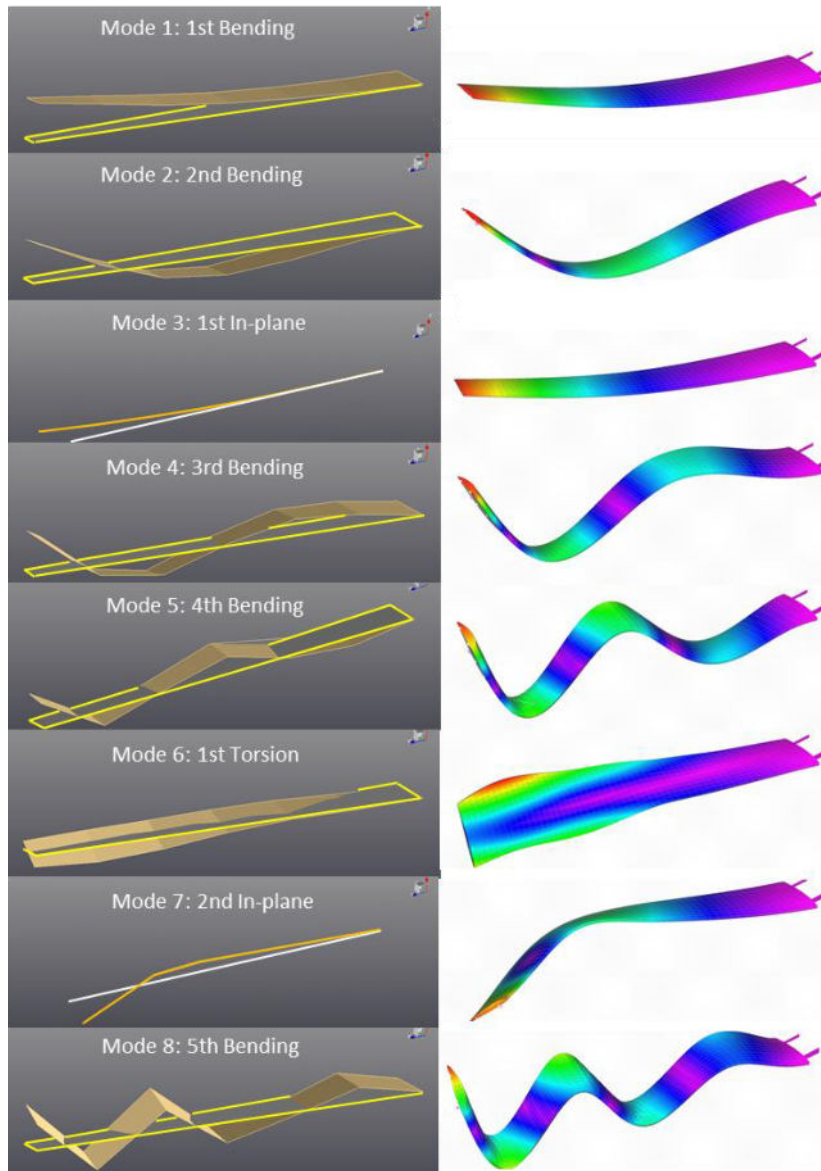 Mode 1: 1st Bending
Mode 2: 2nd Bending
Mode 3: 1st In-plane
Mode 4: 3rd Bending
Mode 5: 4th Bending
Mode 6: 1st Torsion
Mode 7: 2nd In-plane
Mode 8: 5th Bending